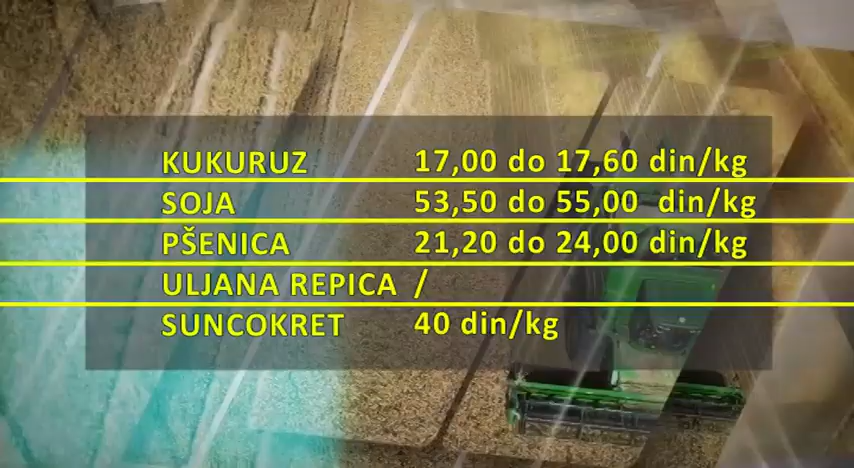 KUKURUZ 17,00 do 17,60 din/kg
SOJA 53,50 do 55,00 din/kg
PŠENICA 21,20 do 24,00 din/kg
ULJANA REPICA /
SUNCOKRET 40 din/kg